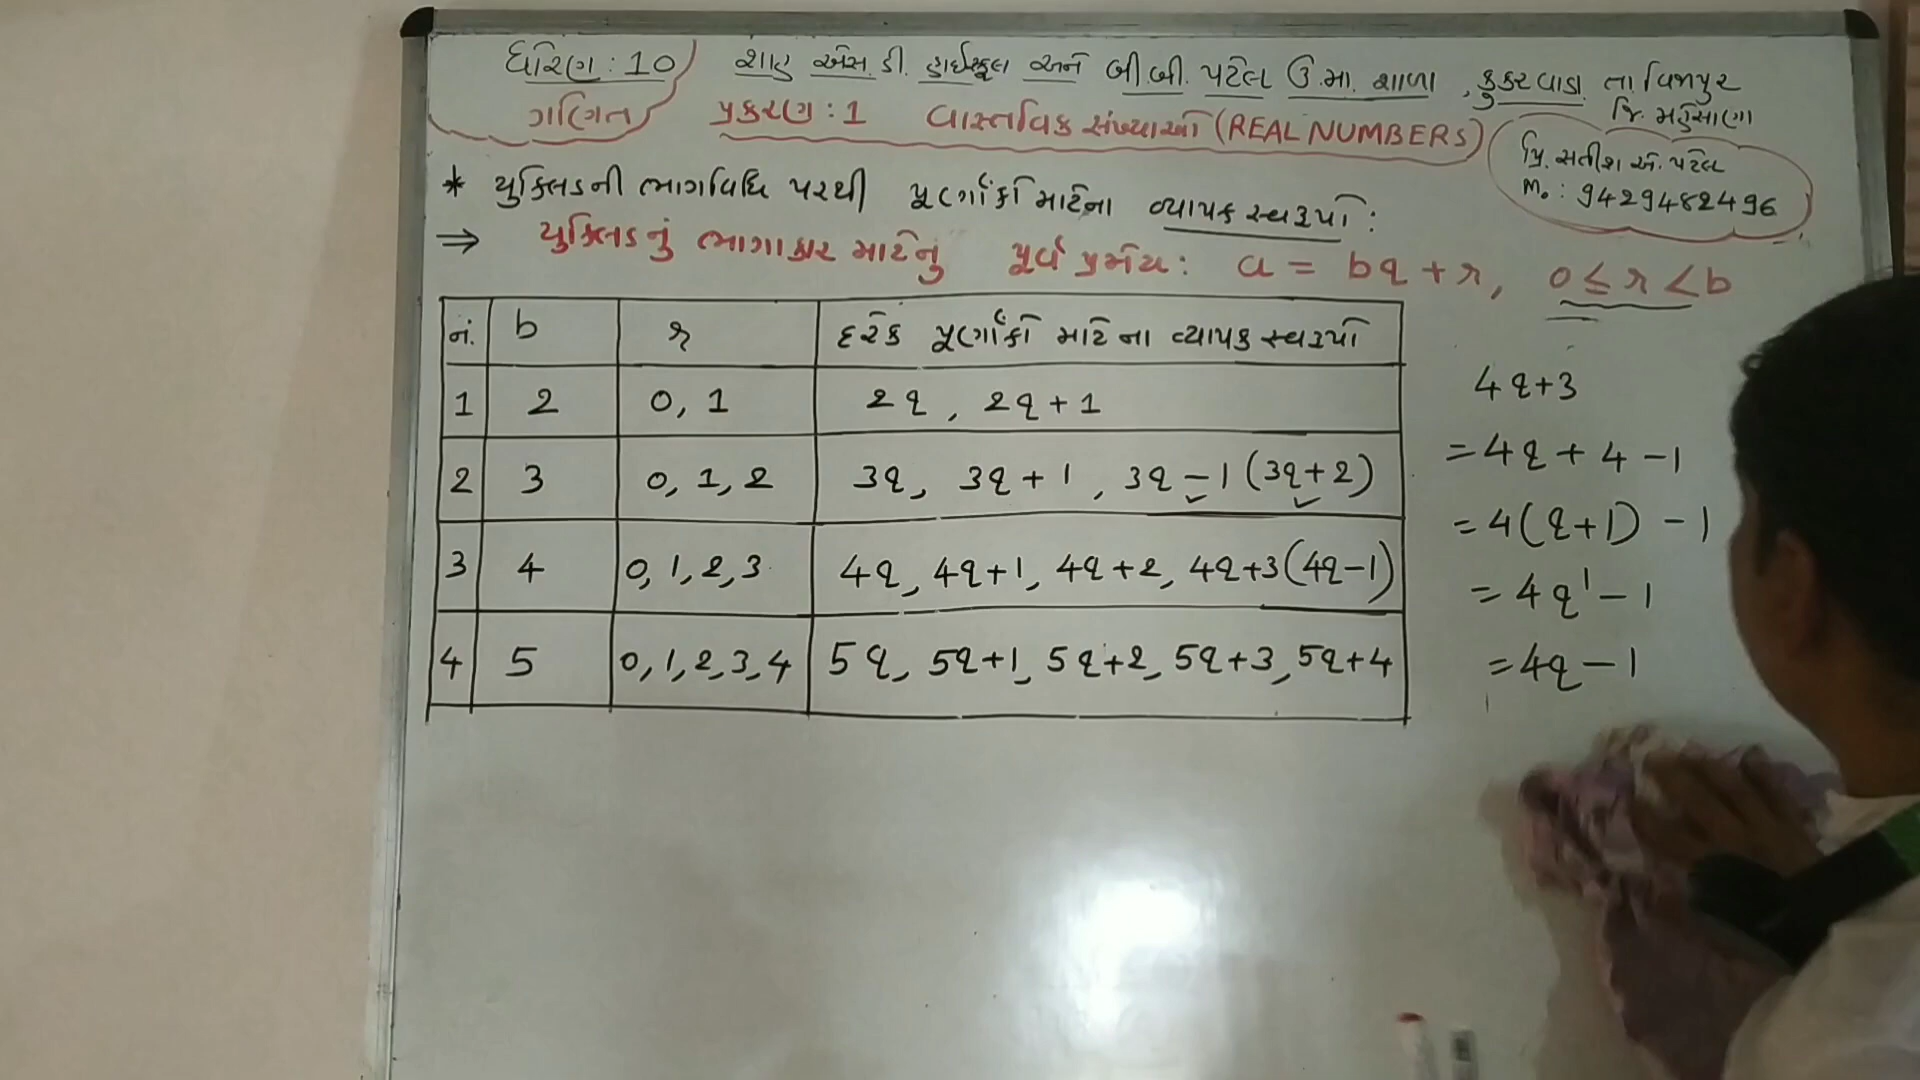 ધોરણ : 10 શાહ એસ.ડી. હાઈસ્કૂલ અને બી.બી. પટેલ ઉ.મા. શાળા , કુકરવાડા તા વિજાપુર
જિ. મહેસાણા
ગણિત પ્રકરણ : 1 વાસ્તવિક સંખ્યાઓ (REAL NUMBERS)
પ્રિ. સતીશ એ. પટેલ
M. : 9429482496
* યુક્લિડની ભાગવિધિ પરથી પૂર્ણાંકો માટેના વ્યાપક સ્વરૂપો :
⇒ યુક્લિડનું ભાગાકાર માટેનું પૂર્વ પ્રમેય : a = bq + r, 0 ≤ r < b
નં. b r દરેક પૂર્ણાંકો માટે ના વ્યાપક સ્વરૂપો
1 2 0, 1 2q , 2q + 1
2 3 0, 1, 2 3q, 3q + 1 , 3q - 1 (3q + 2)
3 4 0, 1, 2, 3 4q, 4q+1, 4q+2, 4q+3 (4q-1)
4 5 0, 1, 2, 3, 4 5q, 5q+1, 5q+2, 5q+3, 5q+4
4q+3
= 4q + 4 - 1
= 4(q+1) - 1
= 4q' - 1
= 4q - 1